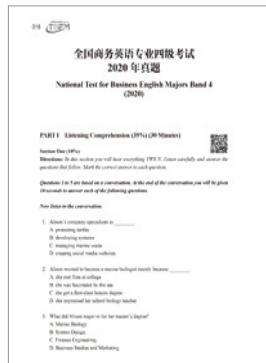 TBEM
全国商务英语专业四级考试
2020 年真题
National Test for Business English Majors Band 4
(2020)
PART I Listening Comprehension (35%) (30 Minutes)
Section One (10%)
Directions: In this section you will hear everything TWICE. Listen carefully and answer the
questions that follow. Mark the correct answer to each question.
Questions 1 to 5 are based on a conversation. At the end of the conversation you will be given
10 seconds to answer each of the following questions.
Now listen to the conversation.
1. Alison's company specializes in ________.
A protecting turtles
B developing systems
C managing marine waste
D creating social media websites
2. Alison wanted to become a marine biologist mainly because ________.
A she met Tina at college
B she was fascinated by the sea
C she got a first-class honors degree
D she impressed her school biology teacher
3. What did Alison major in for her master's degree?
A Marine Biology
B System Design
C Finance Engineering
D Business Studies and Marketing